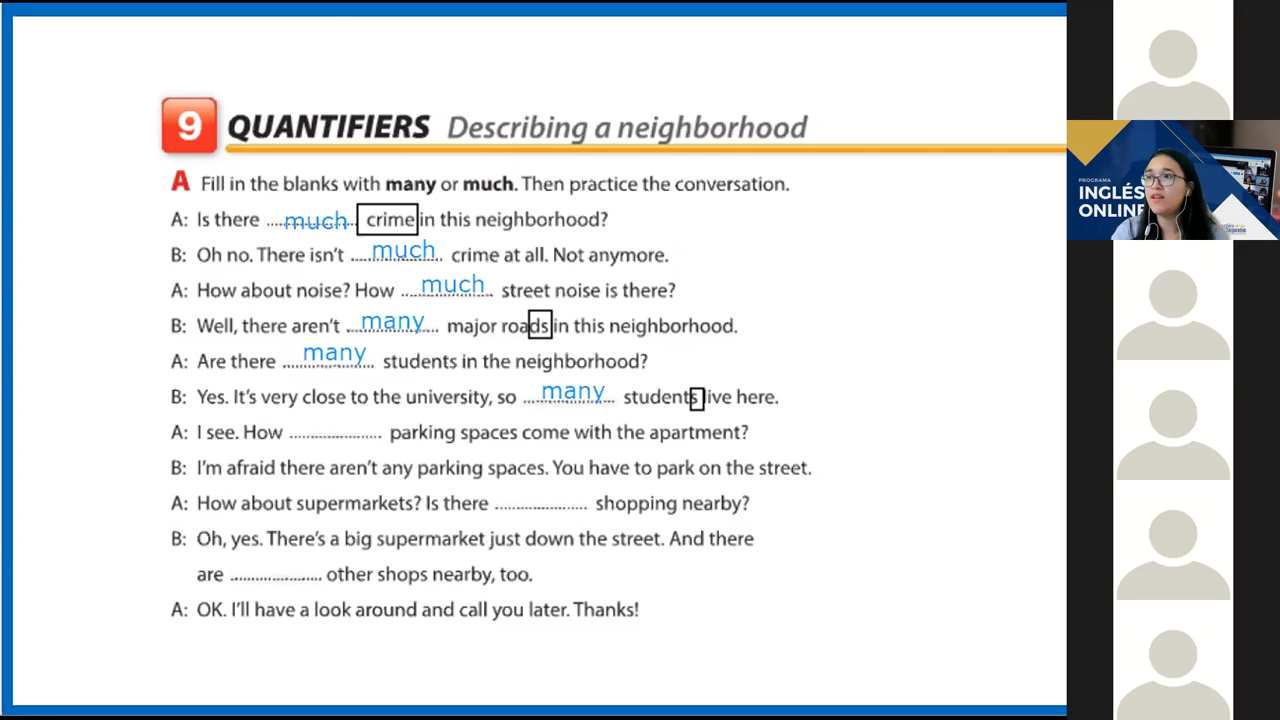 9 QUANTIFIERS Describing a neighborhood
A Fill in the blanks with many or much. Then practice the conversation.
A: Is there much crime in this neighborhood?
B: Oh no. There isn't much crime at all. Not anymore.
A: How about noise? How much street noise is there?
B: Well, there aren't many major roads in this neighborhood.
A: Are there many students in the neighborhood?
B: Yes. It's very close to the university, so many students live here.
A: I see. How .................... parking spaces come with the apartment?
B: I'm afraid there aren't any parking spaces. You have to park on the street.
A: How about supermarkets? Is there .................... shopping nearby?
B: Oh, yes. There's a big supermarket just down the street. And there
are .................... other shops nearby, too.
A: OK. I'll have a look around and call you later. Thanks!
PROGRAMA
INGLÉS
ONLINE